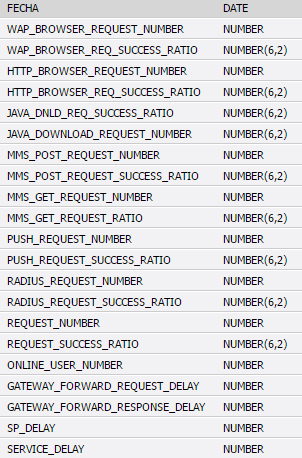 FECHA DATE
WAP_BROWSER_REQUEST_NUMBER NUMBER
WAP_BROWSER_REQ_SUCCESS_RATIO NUMBER(6,2)
HTTP_BROWSER_REQUEST_NUMBER NUMBER
HTTP_BROWSER_REQ_SUCCESS_RATIO NUMBER(6,2)
JAVA_DNLD_REQ_SUCCESS_RATIO NUMBER(6,2)
JAVA_DOWNLOAD_REQUEST_NUMBER NUMBER(6,2)
MMS_POST_REQUEST_NUMBER NUMBER
MMS_POST_REQUEST_SUCCESS_RATIO NUMBER(6,2)
MMS_GET_REQUEST_NUMBER NUMBER
MMS_GET_REQUEST_RATIO NUMBER(6,2)
PUSH_REQUEST_NUMBER NUMBER
PUSH_REQUEST_SUCCESS_RATIO NUMBER(6,2)
RADIUS_REQUEST_NUMBER NUMBER
RADIUS_REQUEST_SUCCESS_RATIO NUMBER(6,2)
REQUEST_NUMBER NUMBER
REQUEST_SUCCESS_RATIO NUMBER(6,2)
ONLINE_USER_NUMBER NUMBER
GATEWAY_FORWARD_REQUEST_DELAY NUMBER
GATEWAY_FORWARD_RESPONSE_DELAY NUMBER
SP_DELAY NUMBER
SERVICE_DELAY NUMBER